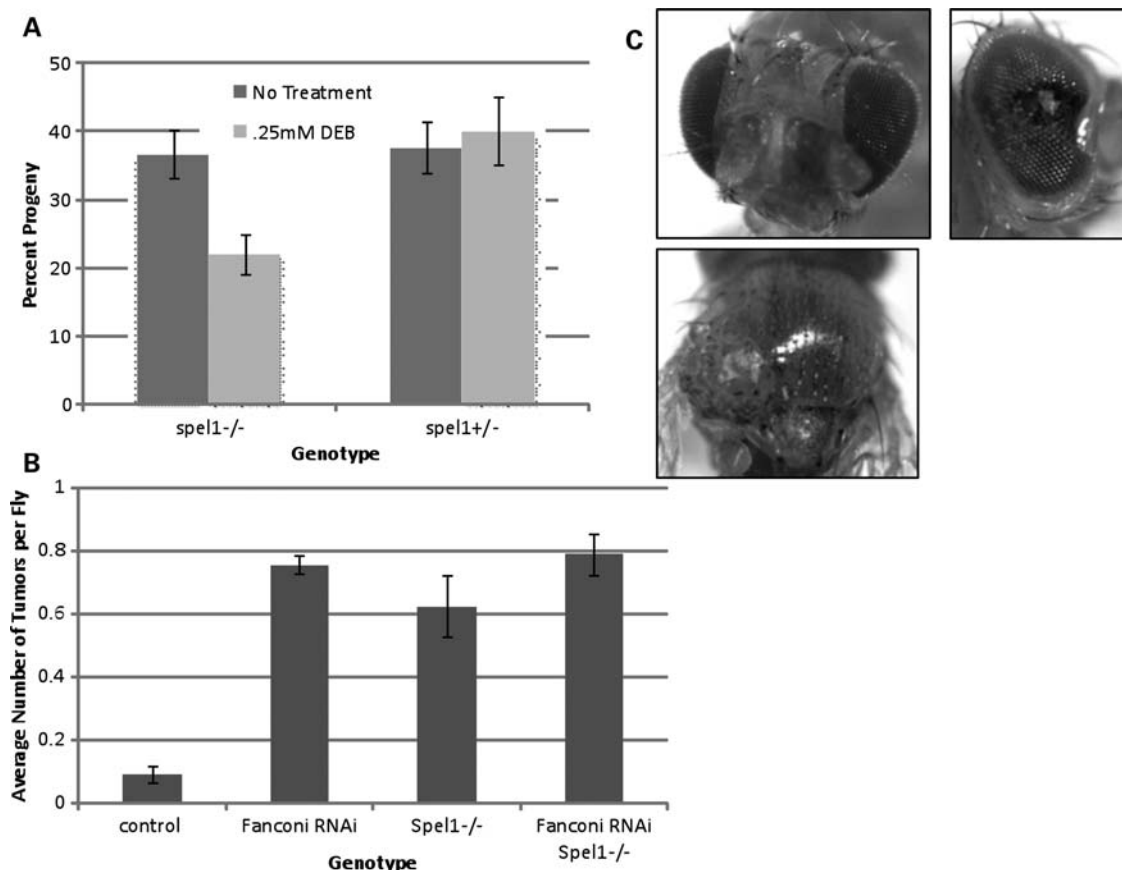 A
50
40
30
20
10
0
Percent Progeny
No Treatment
.25mM DEB
spel1-/-
spel1+/-
Genotype
B
1
0.8
0.6
0.4
0.2
0
Average Number of Tumors per Fly
control
Fanconi RNAi
Spel1-/-
Fanconi RNAi
Spel1-/-
Genotype
C